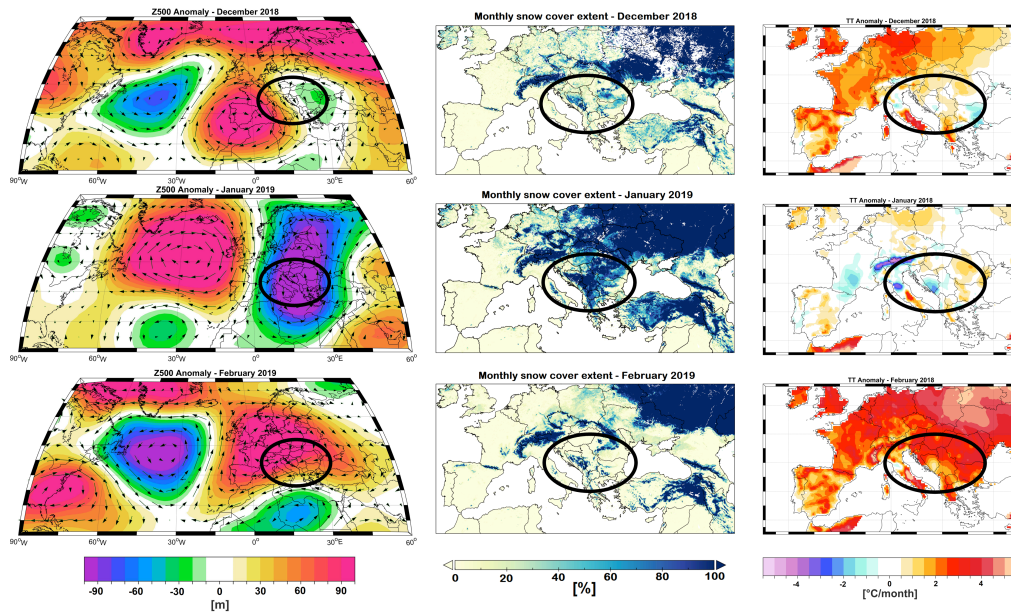 Z500 Anomaly - December 2018
Monthly snow cover extent - December 2018
TT Anomaly - December 2018
90°W 60°W 30°W 0° 30°E 60°E
Z500 Anomaly - January 2019
Monthly snow cover extent - January 2019
TT Anomaly - January 2018
90°W 60°W 30°W 0° 30°E 60°E
Z500 Anomaly - February 2019
Monthly snow cover extent - February 2019
TT Anomaly - February 2018
90°W 60°W 30°W 0° 30°E 60°E
-90 -60 -30 0 30 60 90
[m]
0 20 40 60 80 100
[%]
-4 -2 0 2 4
[°C/month]